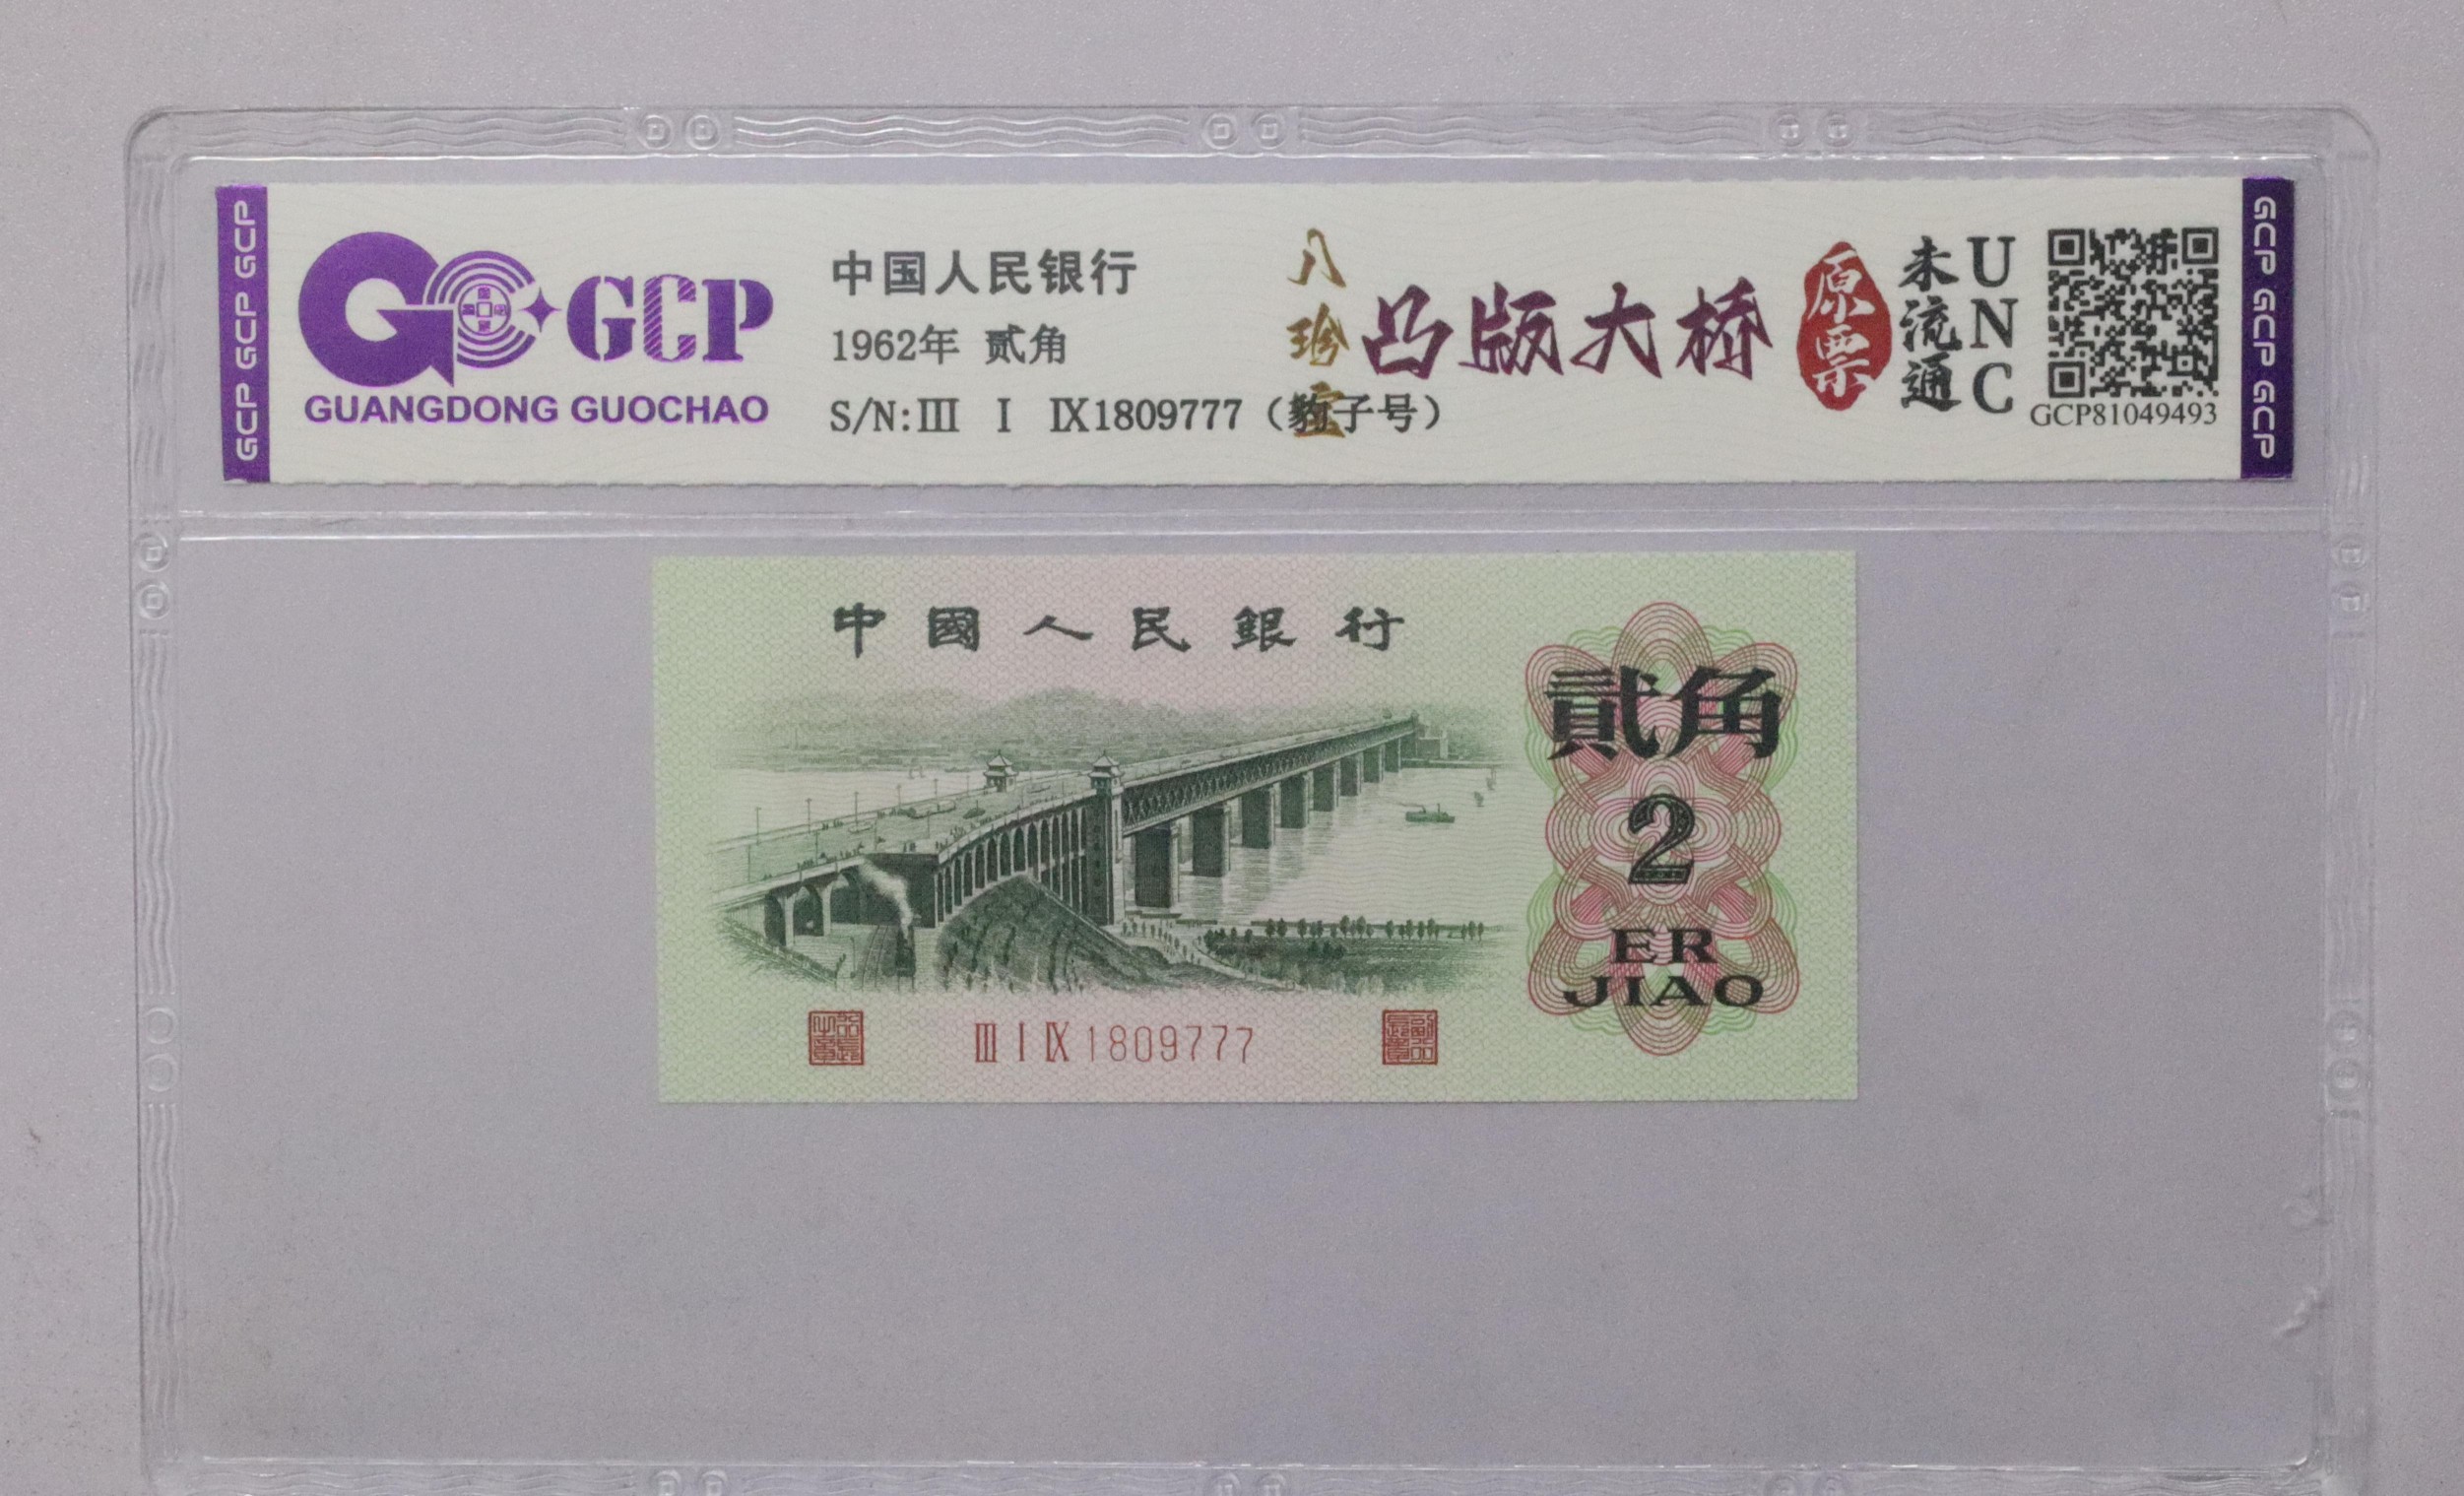 GCP GCP GCP
GCP
GUANGDONG GUOCHAO
中国人民银行
1962年 贰角
S/N:Ⅲ Ⅰ Ⅸ1809777（豹子号）
八珍宝
凸版大桥
原票
未流通
UNC
GCP81049493
GCP GCP GCP
中國人民銀行
貳角
2
ER
JIAO
Ⅲ Ⅰ Ⅸ 1809777